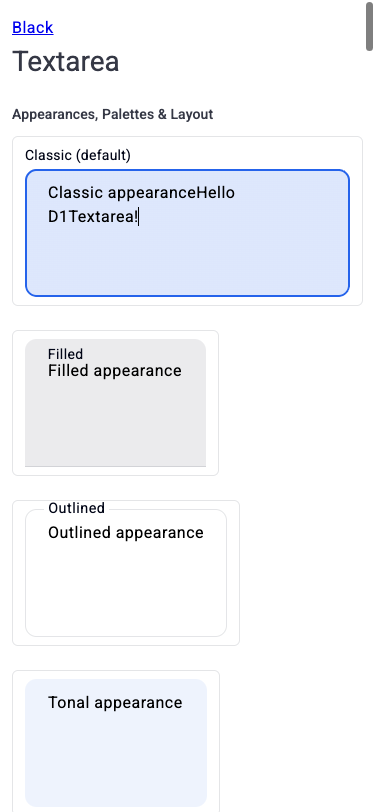 Black
Textarea
Appearances, Palettes & Layout
Classic (default)
Classic appearanceHello
D1Textarea!
Filled
Filled appearance
Outlined
Outlined appearance
Tonal appearance